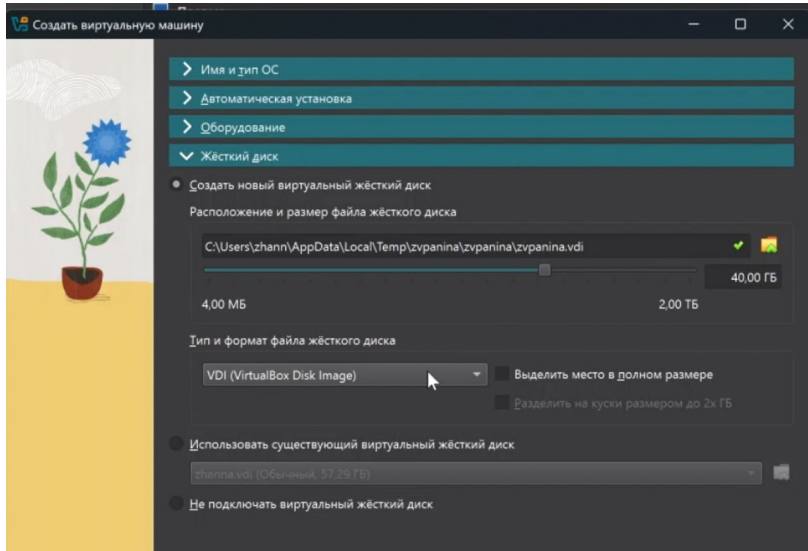 Создать виртуальную машину
Имя и тип ОС
Автоматическая установка
Оборудование
Жёсткий диск
Создать новый виртуальный жёсткий диск
Расположение и размер файла жёсткого диска
C:\Users\zhann\AppData\Local\Temp\zvpanina\zvpanina\zvpanina.vdi
40,00 ГБ
4,00 МБ 2,00 ТБ
Тип и формат файла жёсткого диска
VDI (VirtualBox Disk Image) Выделить место в полном размере
Разделить на куски размером до 2х ГБ
Использовать существующий виртуальный жёсткий диск
zhanna.vdi (Обычный, 57,29 ГБ)
Не подключать виртуальный жёсткий диск